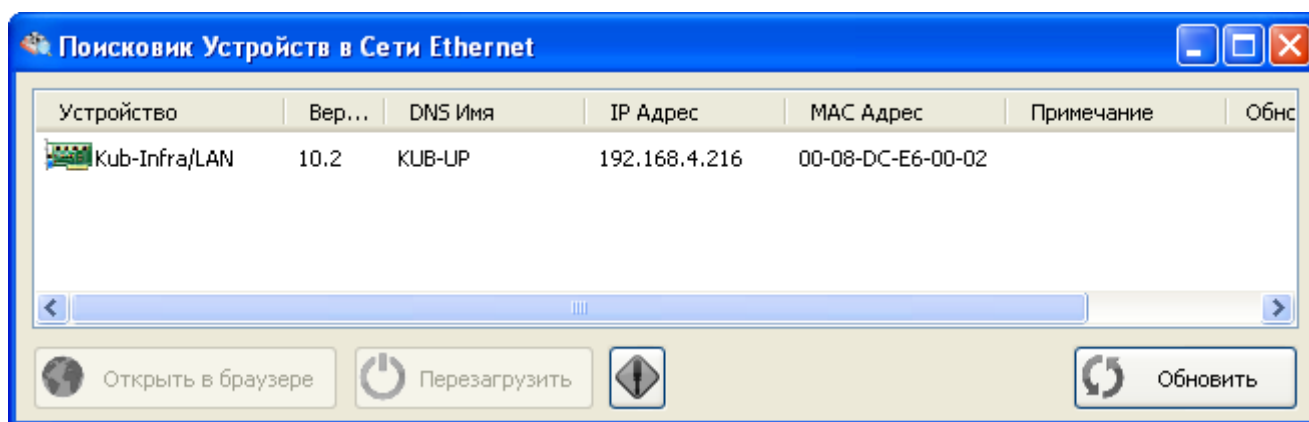 Поисковик Устройств в Сети Ethernet
Устройство Вер... DNS Имя IP Адрес MAC Адрес Примечание Обнс
Kub-Infra/LAN 10.2 KUB-UP 192.168.4.216 00-08-DC-E6-00-02
Открыть в браузере Перезагрузить Обновить